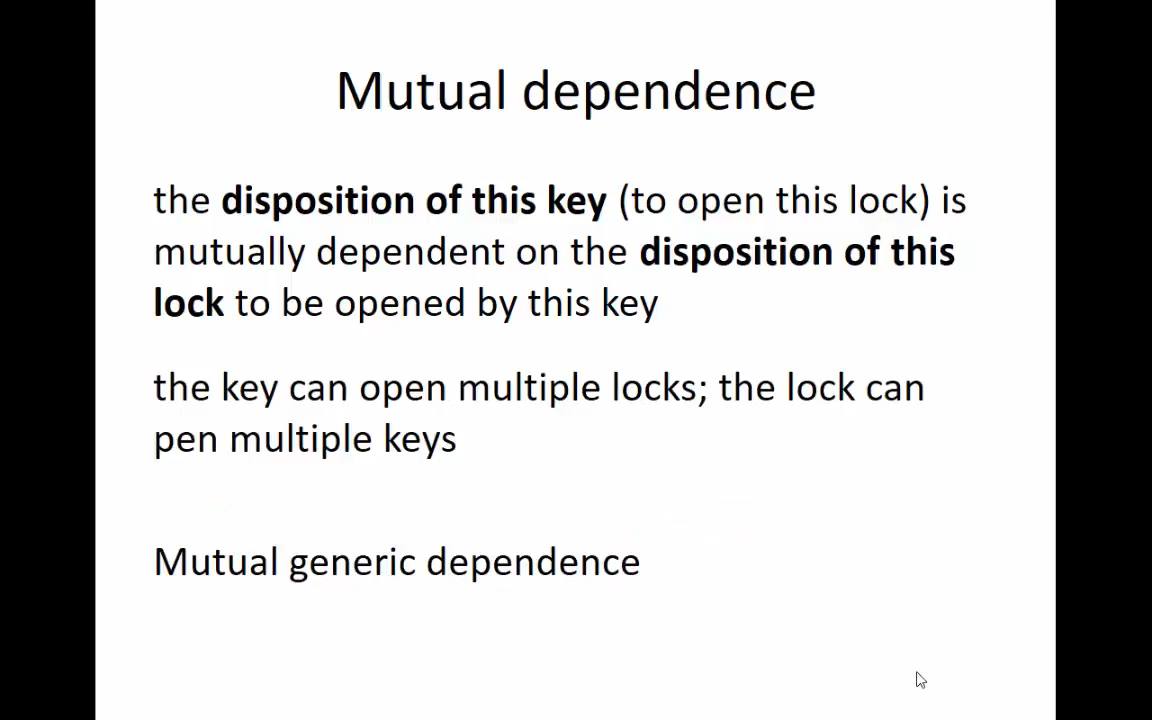 Mutual dependence
the disposition of this key (to open this lock) is
mutually dependent on the disposition of this
lock to be opened by this key
the key can open multiple locks; the lock can
pen multiple keys
Mutual generic dependence